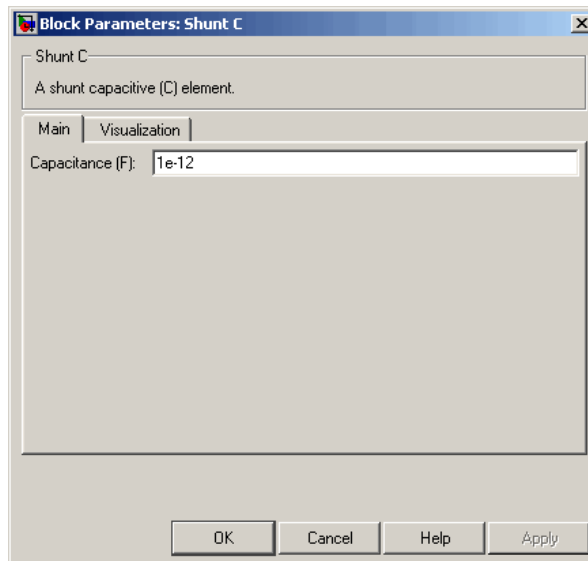 Block Parameters: Shunt C
Shunt C
A shunt capacitive (C) element.
Main Visualization
Capacitance (F): 1e-12
OK Cancel Help Apply